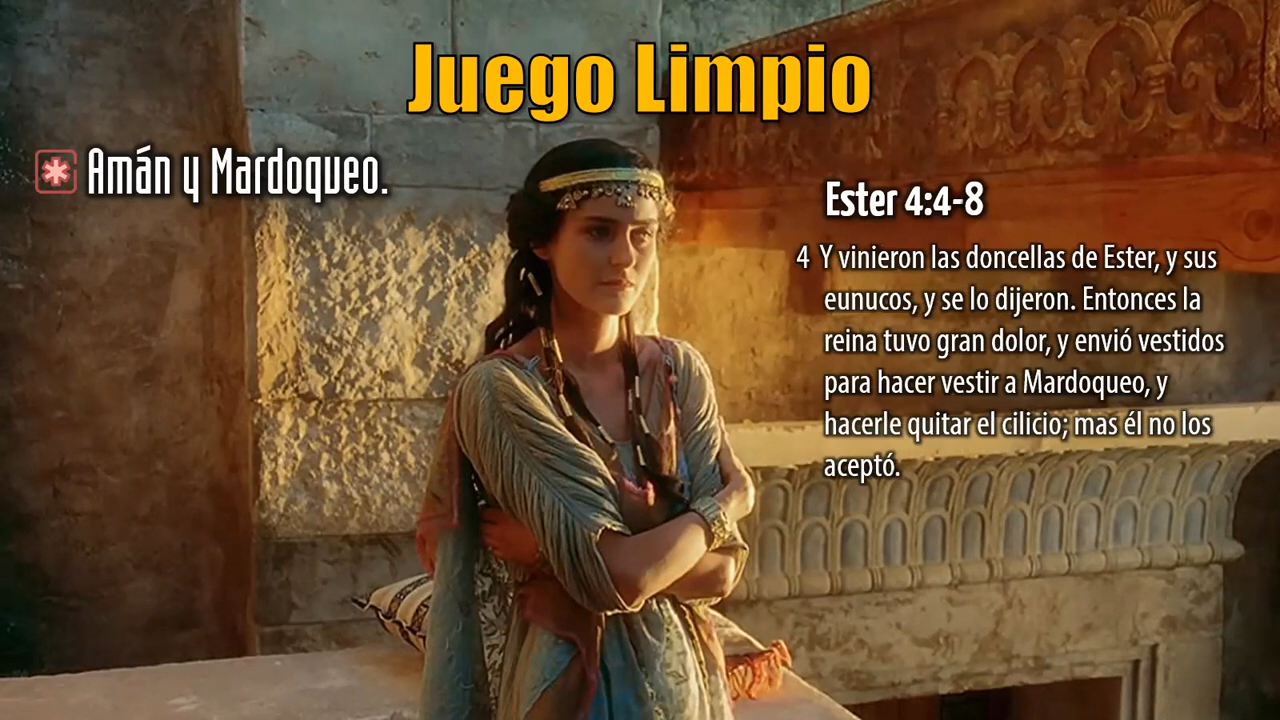 Juego Limpio
Amán y Mardoqueo.
Ester 4:4-8
4 Y vinieron las doncellas de Ester, y sus
eunucos, y se lo dijeron. Entonces la
reina tuvo gran dolor, y envió vestidos
para hacer vestir a Mardoqueo, y
hacerle quitar el cilicio; mas él no los
aceptó.